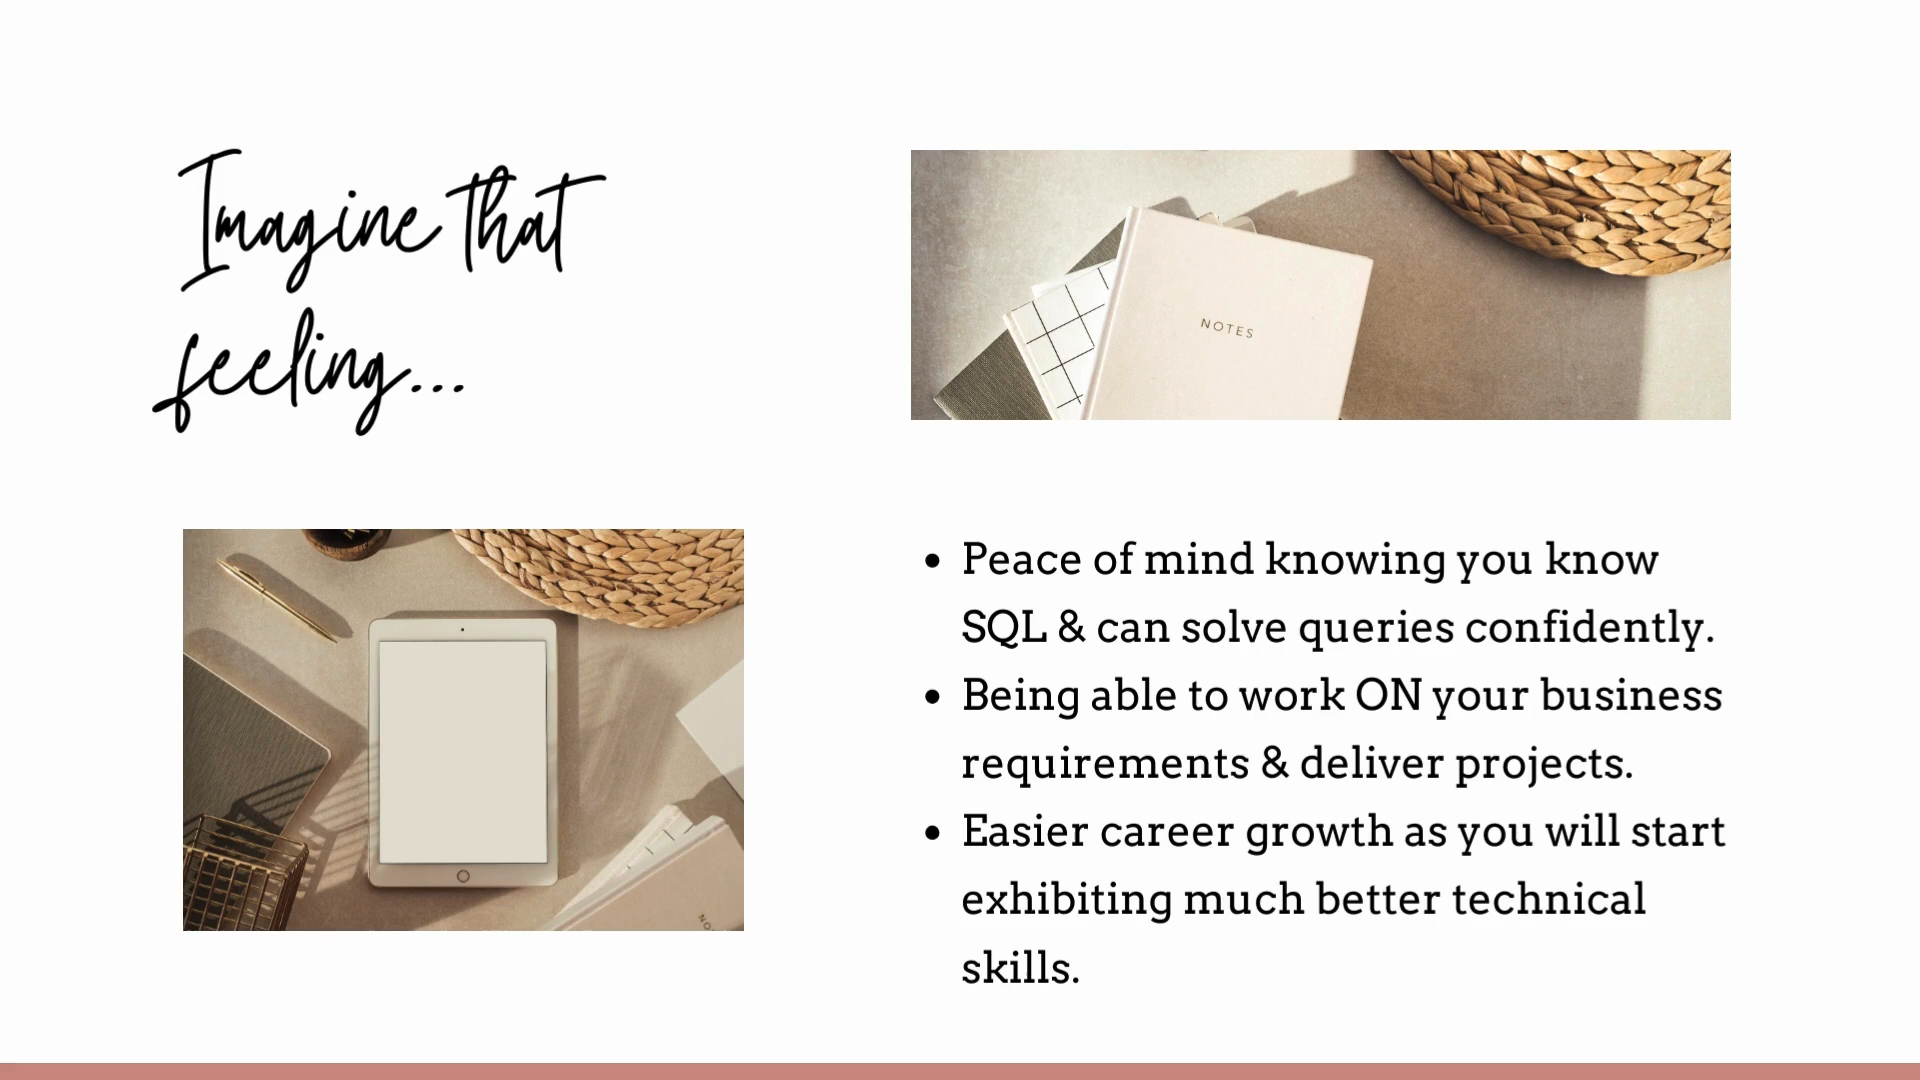 Imagine that
feeling...
NOTES
• Peace of mind knowing you know
SQL & can solve queries confidently.
• Being able to work ON your business
requirements & deliver projects.
• Easier career growth as you will start
exhibiting much better technical
skills.